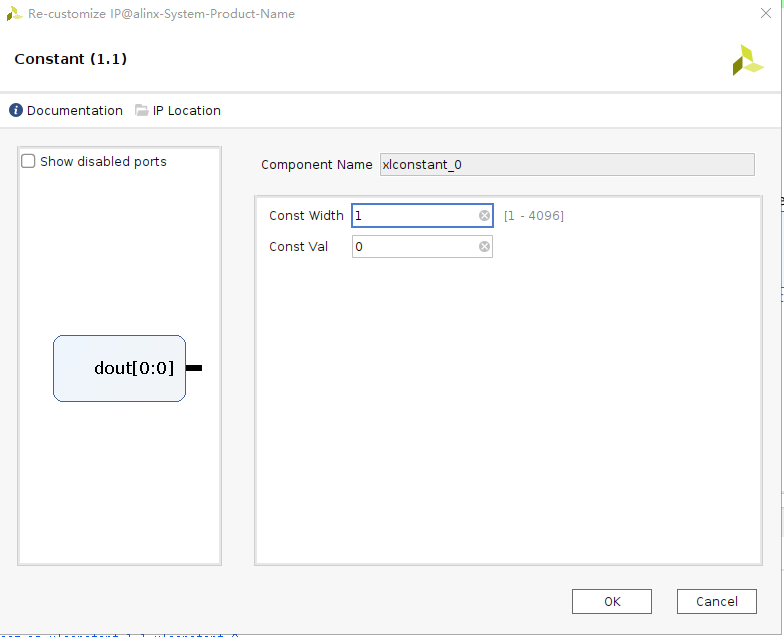 Re-customize IP@alinx-System-Product-Name
Constant (1.1)
Documentation IP Location
Show disabled ports
Component Name xlconstant_0
Const Width 1 [1 - 4096]
Const Val 0
dout[0:0]
OK Cancel